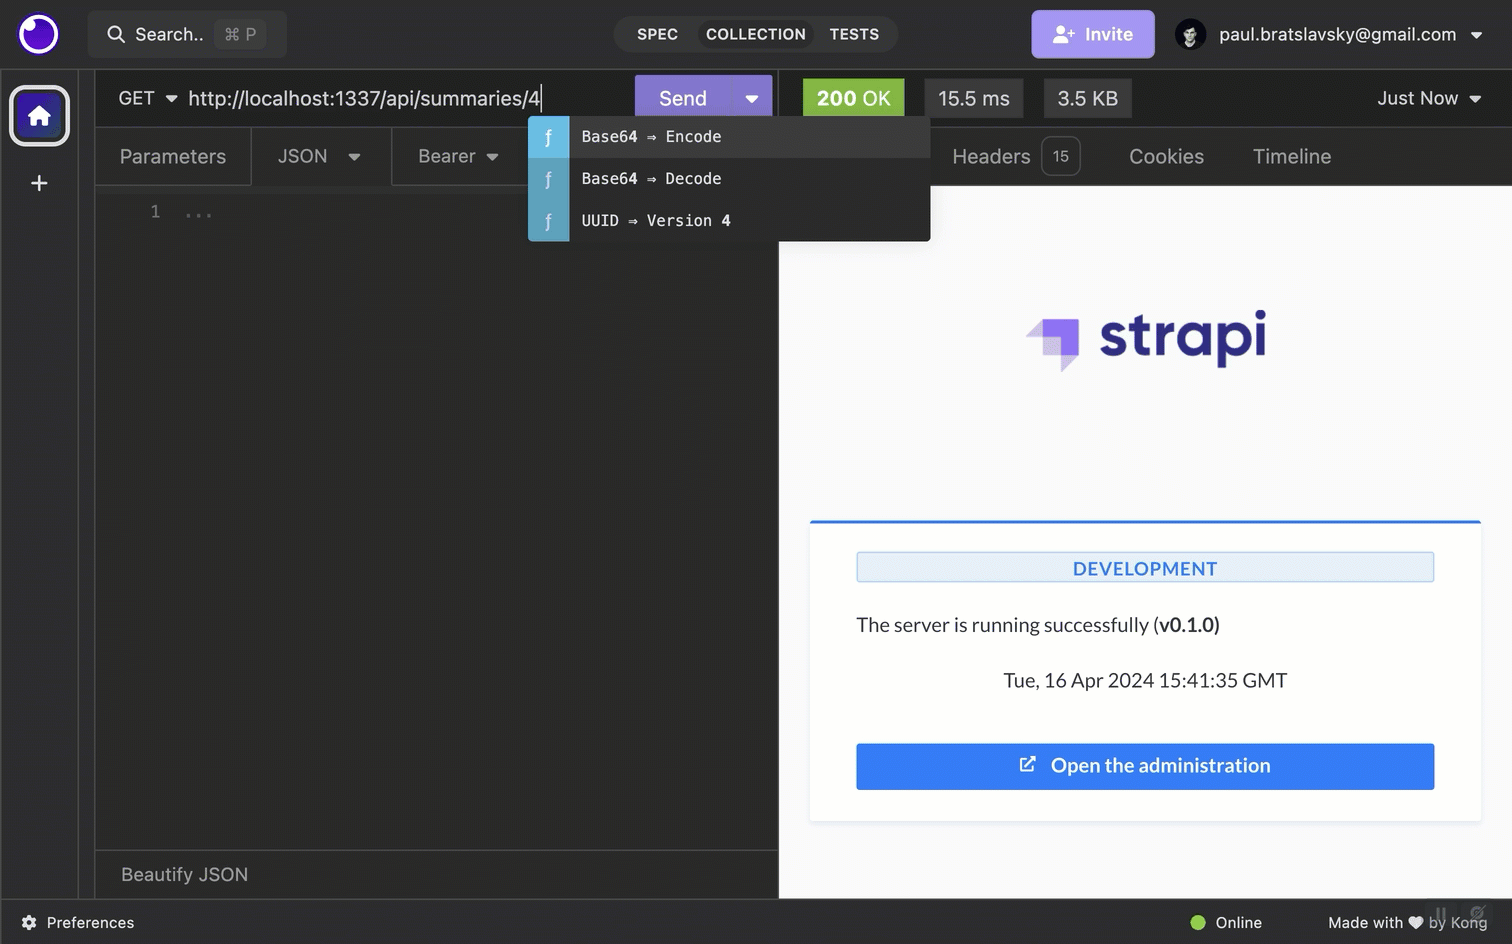 Search.. ⌘ P
SPEC COLLECTION TESTS
Invite
paul.bratslavsky@gmail.com
GET http://localhost:1337/api/summaries/4
Send
200 OK 15.5 ms 3.5 KB
Just Now
Parameters JSON Bearer
Headers 15 Cookies Timeline
ƒ Base64 ⇒ Encode
ƒ Base64 ⇒ Decode
ƒ UUID ⇒ Version 4
1 ...
strapi
DEVELOPMENT
The server is running successfully (v0.1.0)
Tue, 16 Apr 2024 15:41:35 GMT
Open the administration
Beautify JSON
Preferences
Online
Made with ♥ by Kong